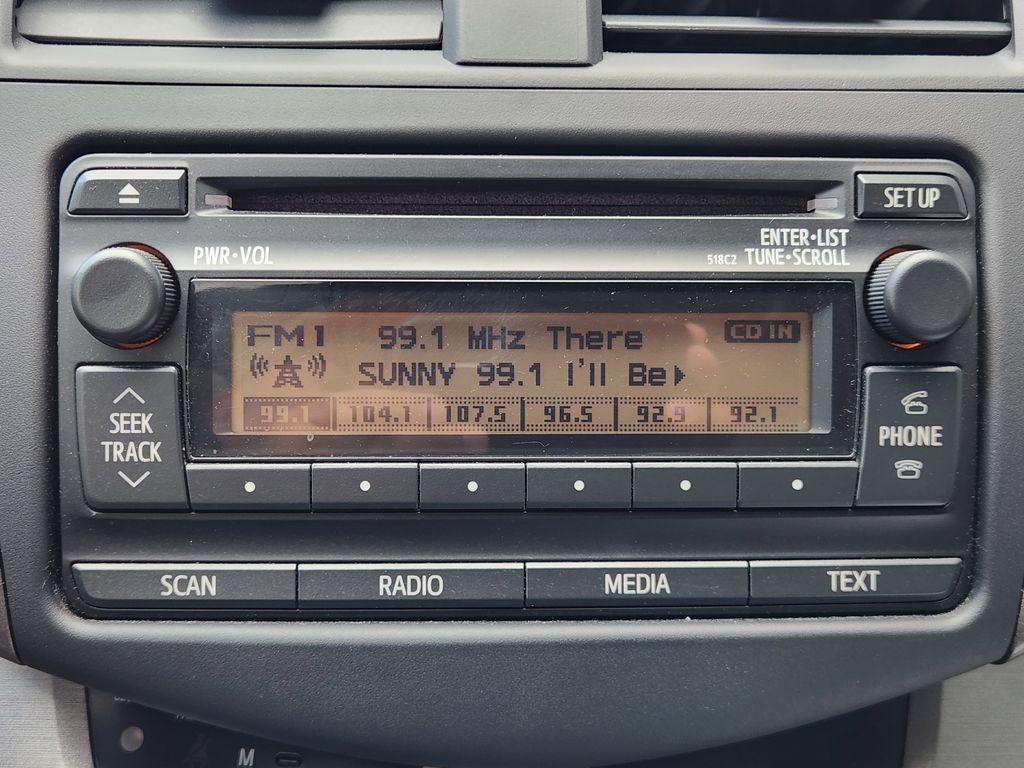 SET UP
PWR•VOL
ENTER•LIST
518C2 TUNE•SCROLL
FM1 99.1 MHz There CD IN
SUNNY 99.1 I'll Be
99.1 104.1 107.5 96.5 92.9 92.1
SEEK
TRACK
PHONE
SCAN RADIO MEDIA TEXT
M